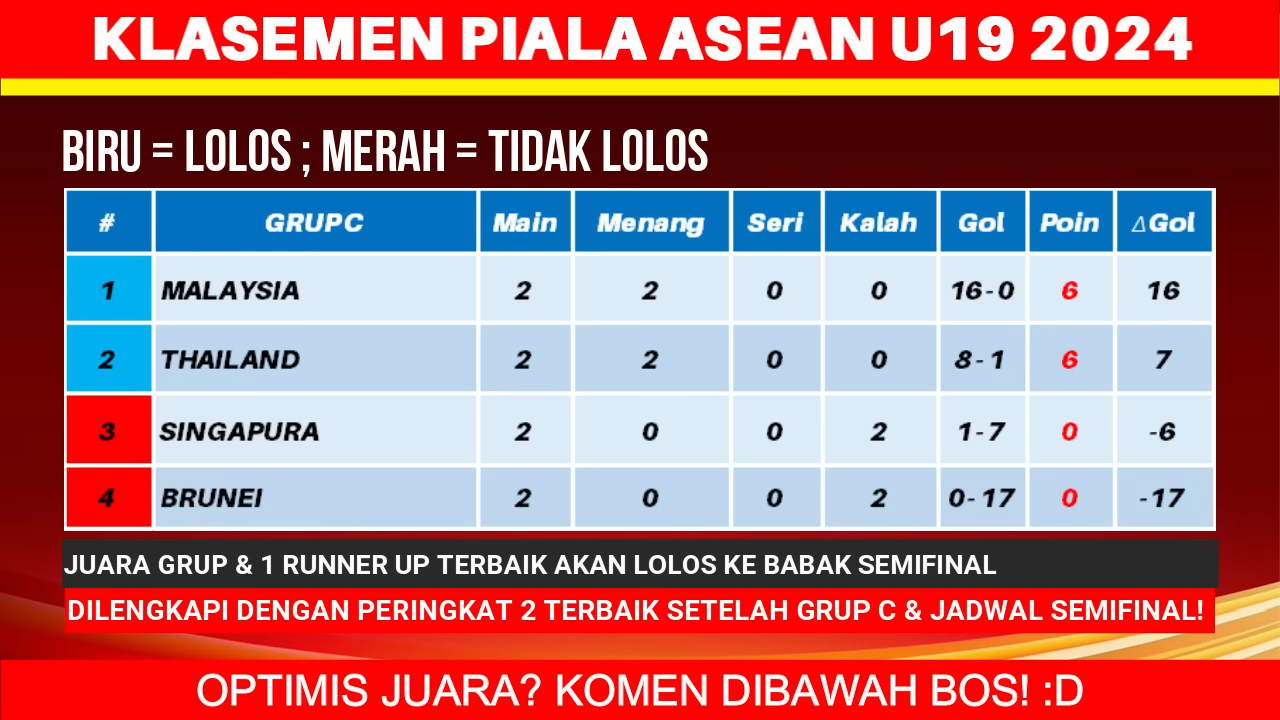 KLASEMEN PIALA ASEAN U19 2024
BIRU = LOLOS ; MERAH = TIDAK LOLOS
# GRUP C Main Menang Seri Kalah Gol Poin △Gol
1 MALAYSIA 2 2 0 0 16-0 6 16
2 THAILAND 2 2 0 0 8-1 6 7
3 SINGAPURA 2 0 0 2 1-7 0 -6
4 BRUNEI 2 0 0 2 0-17 0 -17
JUARA GRUP & 1 RUNNER UP TERBAIK AKAN LOLOS KE BABAK SEMIFINAL
DILENGKAPI DENGAN PERINGKAT 2 TERBAIK SETELAH GRUP C & JADWAL SEMIFINAL!
OPTIMIS JUARA? KOMEN DIBAWAH BOS! :D